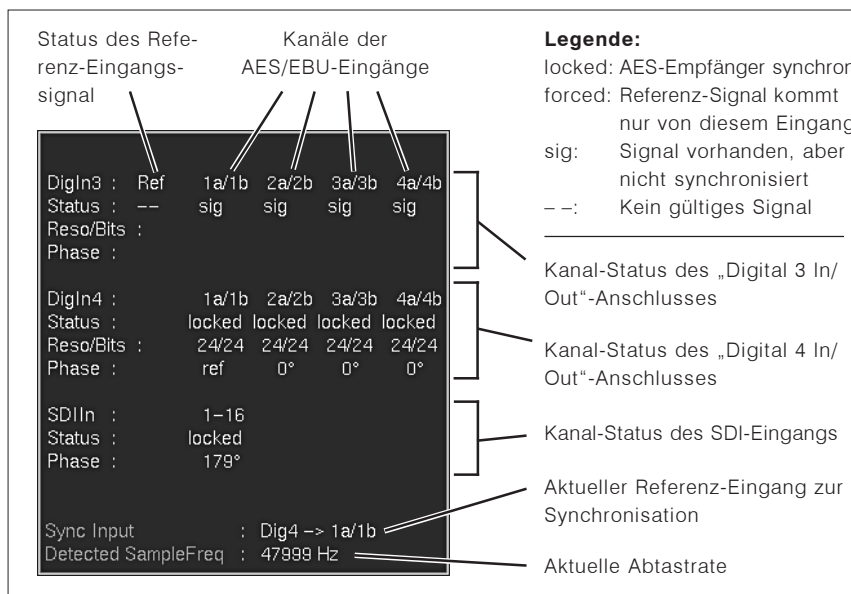 Status des Refe-
renz-Eingangs-
signal
Kanäle der
AES/EBU-Eingänge
DigIn3 : Ref 1a/1b 2a/2b 3a/3b 4a/4b
Status : –– sig sig sig sig
Reso/Bits :
Phase :
DigIn4 : 1a/1b 2a/2b 3a/3b 4a/4b
Status : locked locked locked locked
Reso/Bits : 24/24 24/24 24/24 24/24
Phase : ref 0° 0° 0°
SDIIn : 1–16
Status : locked
Phase : 179°
Sync Input : Dig4 –> 1a/1b
Detected SampleFreq : 47999 Hz
Legende:
locked: AES-Empfänger synchron
forced: Referenz-Signal kommt
nur von diesem Eingang
sig: Signal vorhanden, aber
nicht synchronisiert
– –: Kein gültiges Signal
Kanal-Status des „Digital 3 In/
Out“-Anschlusses
Kanal-Status des „Digital 4 In/
Out“-Anschlusses
Kanal-Status des SDI-Eingangs
Aktueller Referenz-Eingang zur
Synchronisation
Aktuelle Abtastrate